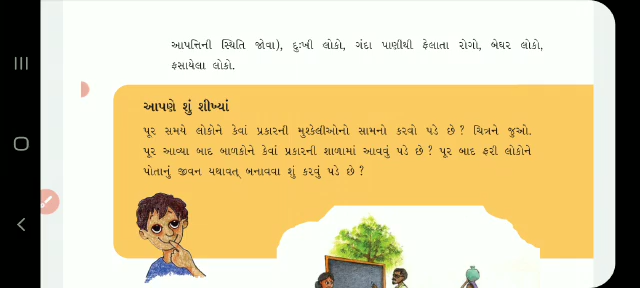 આપત્તિની સ્થિતિ જોવા), દુઃખી લોકો, ગંદા પાણીથી ફેલાતા રોગો, બેઘર લોકો,
ફસાયેલા લોકો.
આપણે શું શીખ્યાં
પૂર સમયે લોકોને કેવાં પ્રકારની મુશ્કેલીઓનો સામનો કરવો પડે છે ? ચિત્રને જુઓ.
પૂર આવ્યા બાદ બાળકોને કેવાં પ્રકારની શાળામાં આવવું પડે છે ? પૂર બાદ ફરી લોકોને
પોતાનું જીવન યથાવત્ બનાવવા શું કરવું પડે છે ?